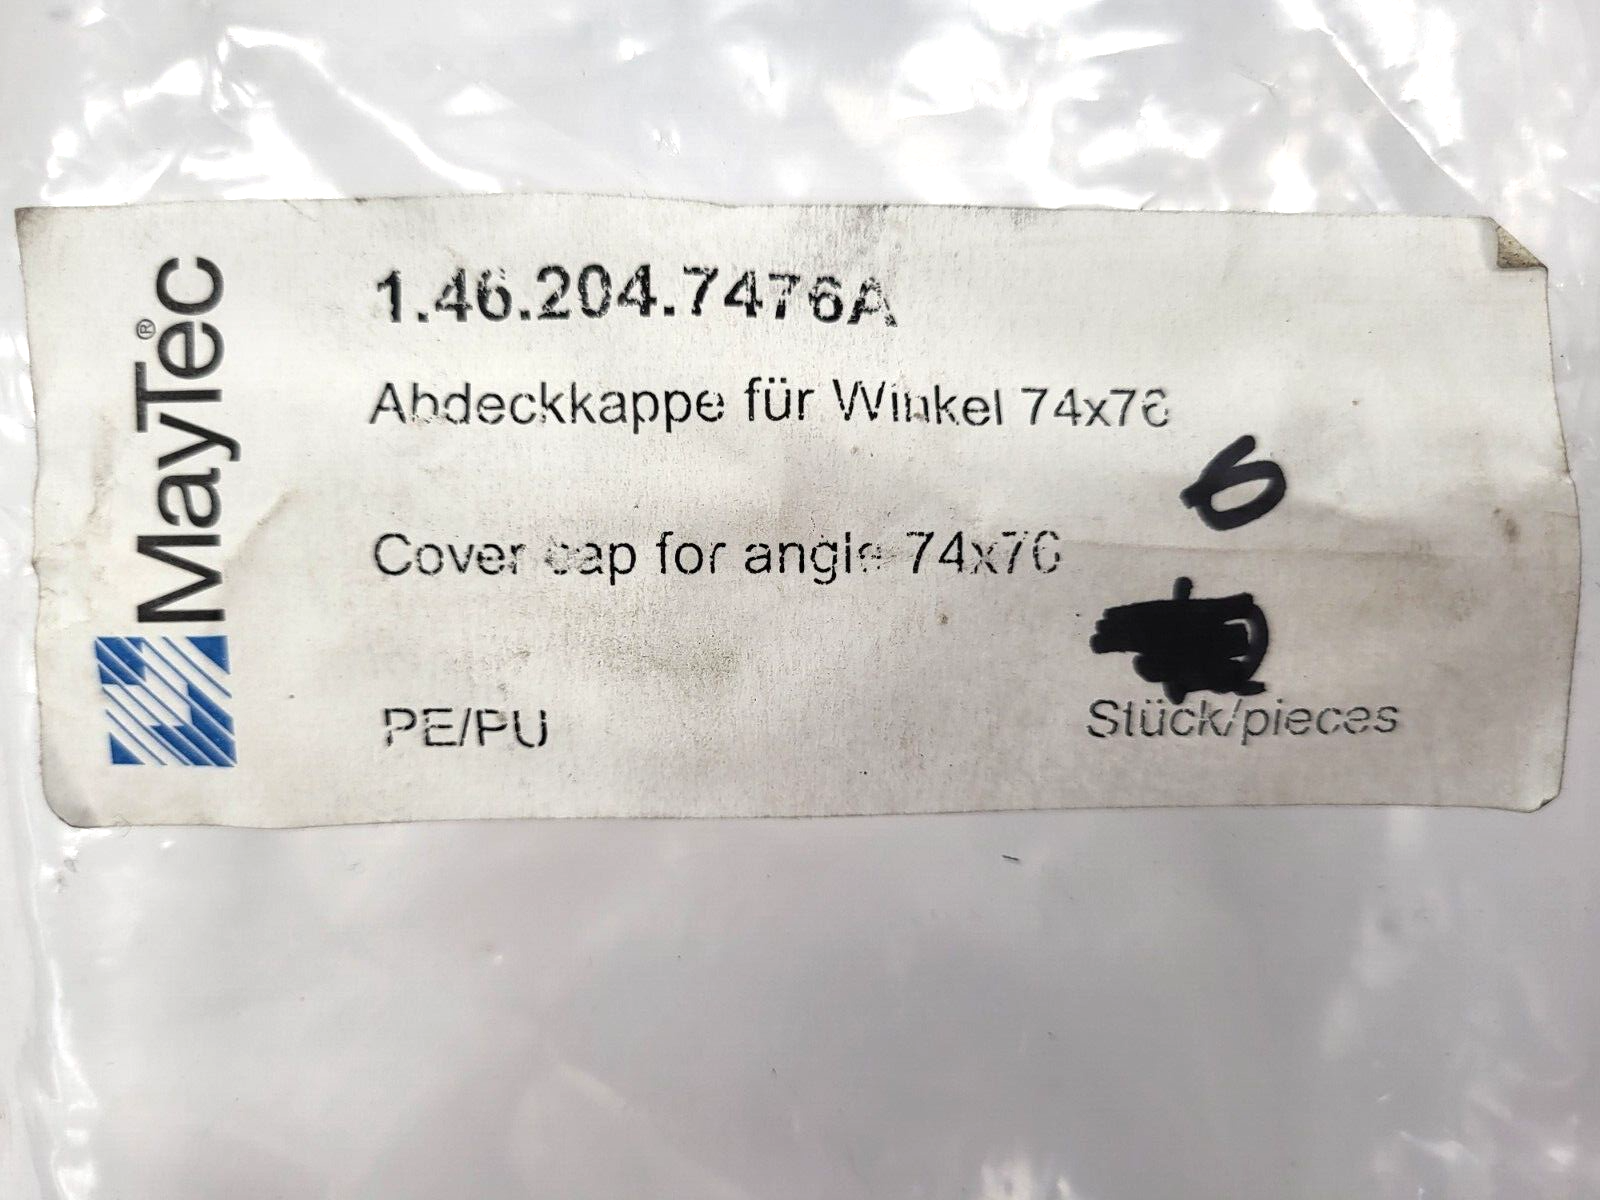 MayTec®
1.46.204.7476A
Abdeckkappe für Winkel 74x76
6
Cover cap for angle 74x76
PE/PU
Stück/pieces